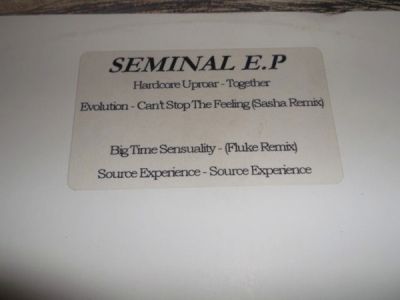 SEMINAL E.P
Hardcore Uproar - Together
Evolution - Can't Stop The Feeling (Sasha Remix)
Big Time Sensuality - (Fluke Remix)
Source Experience - Source Experience